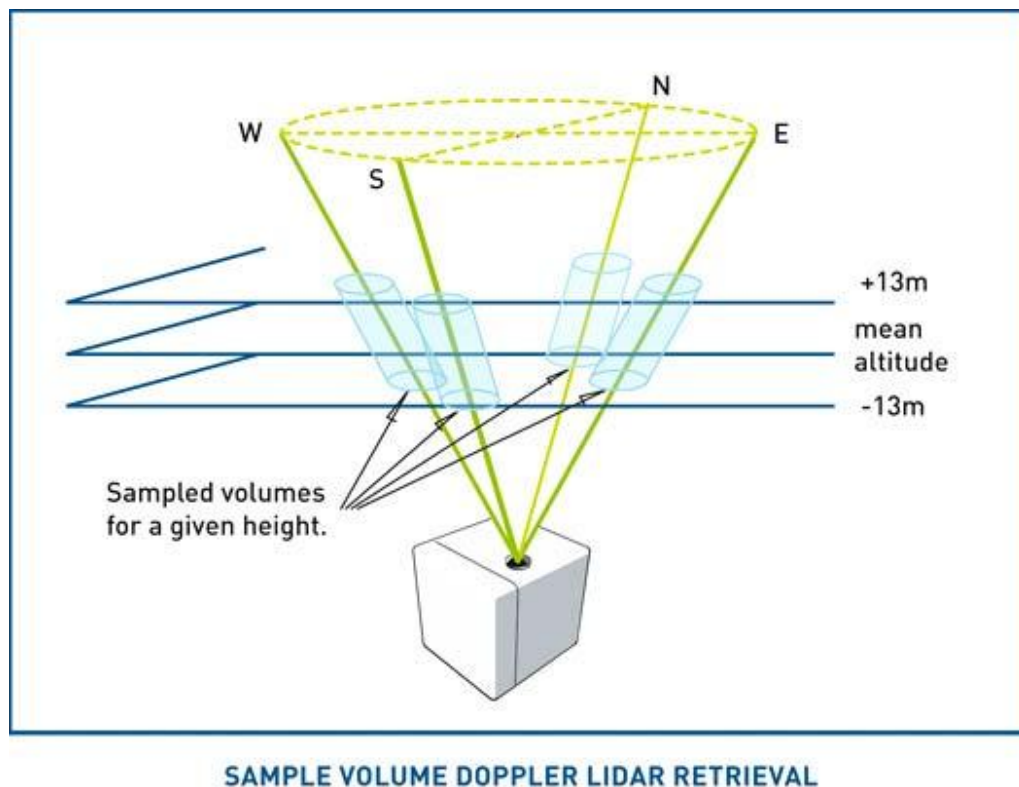 N
W
E
S
+13m
mean
altitude
-13m
Sampled volumes
for a given height.
SAMPLE VOLUME DOPPLER LIDAR RETRIEVAL